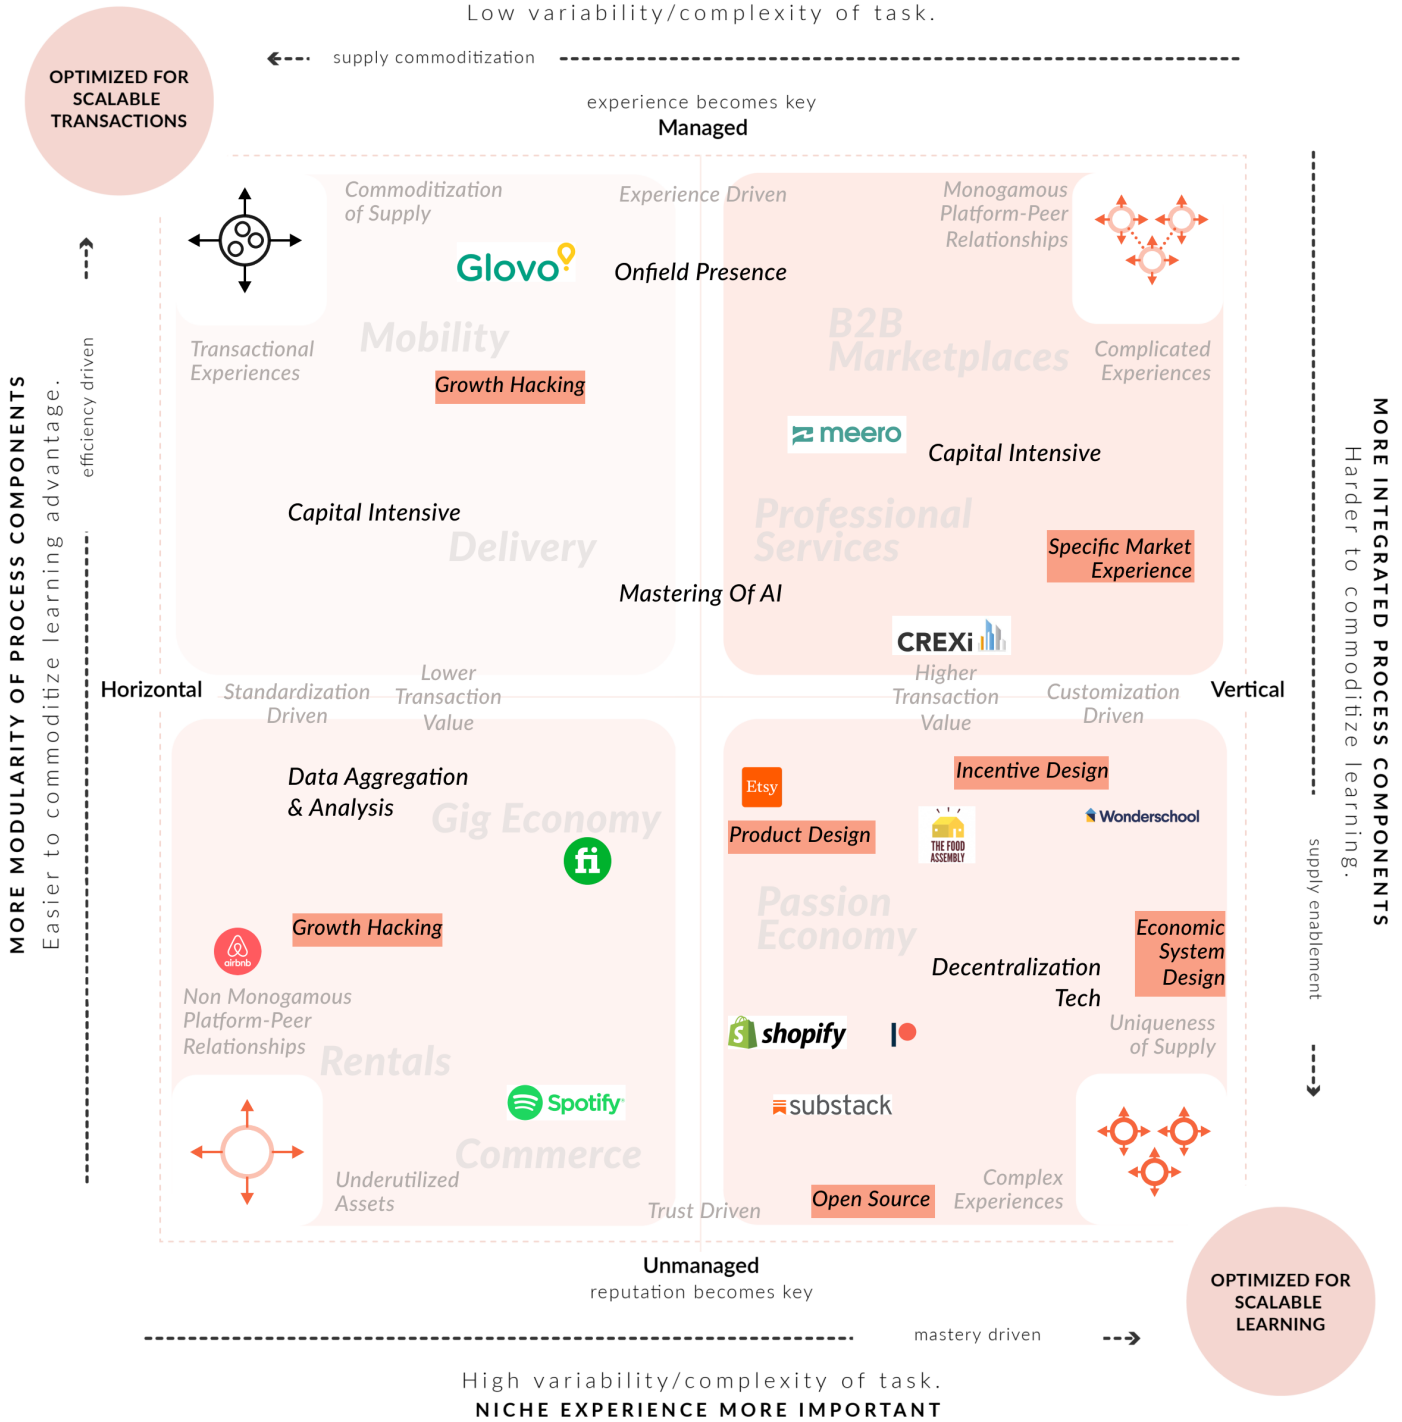 Low variability/complexity of task.
OPTIMIZED FOR
SCALABLE
TRANSACTIONS
supply commoditization
experience becomes key
Managed
Commoditization
of Supply
Experience Driven
Monogamous
Platform-Peer
Relationships
Glovo
Onfield Presence
Mobility
B2B
Marketplaces
Transactional
Experiences
Complicated
Experiences
Growth Hacking
meero
Capital Intensive
Capital Intensive
Delivery
Professional
Services
Specific Market
Experience
Mastering Of AI
CREXi
Horizontal
Standardization
Driven
Lower
Transaction
Value
Higher
Transaction
Value
Customization
Driven
Vertical
MORE MODULARITY OF PROCESS COMPONENTS
Easier to commoditize learning advantage.
efficiency driven
MORE INTEGRATED PROCESS COMPONENTS
Harder to commoditize learning.
supply enablement
Data Aggregation
& Analysis
Gig Economy
fi
Growth Hacking
airbnb
Non Monogamous
Platform-Peer
Relationships
Rentals
Spotify
Commerce
Underutilized
Assets
Etsy
Incentive Design
Product Design
THE FOOD
ASSEMBLY
Wonderschool
Passion
Economy
Economic
System
Design
Decentralization
Tech
Uniqueness
of Supply
shopify
substack
Complex
Experiences
Open Source
Trust Driven
Unmanaged
reputation becomes key
OPTIMIZED FOR
SCALABLE
LEARNING
mastery driven
High variability/complexity of task.
NICHE EXPERIENCE MORE IMPORTANT